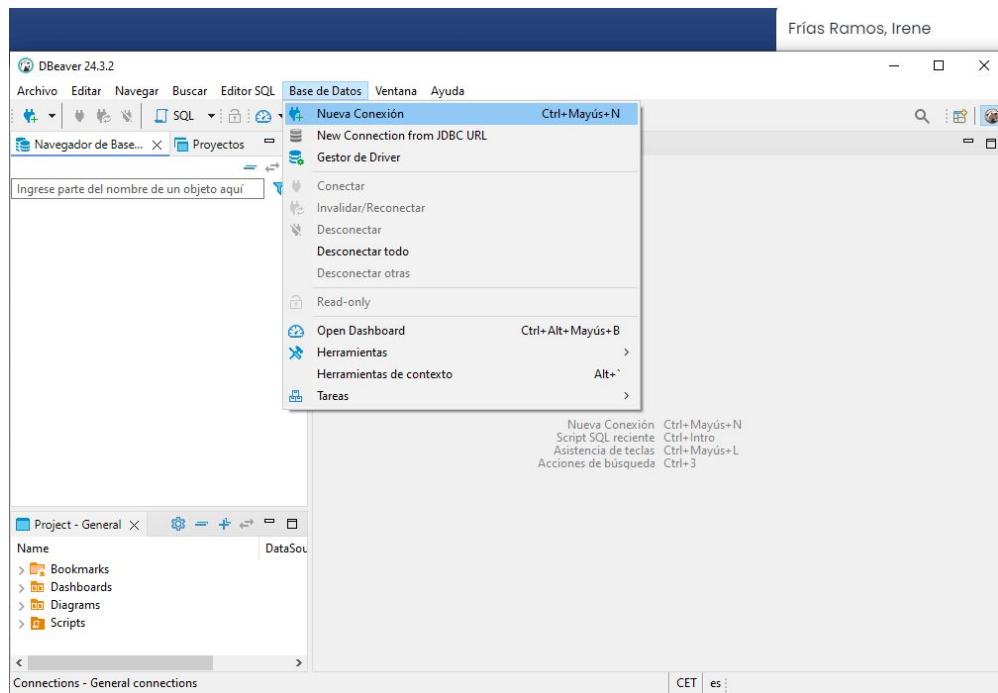 Frías Ramos, Irene
DBeaver 24.3.2
Archivo Editar Navegar Buscar Editor SQL Base de Datos Ventana Ayuda
SQL
Nueva Conexión Ctrl+Mayús+N
Navegador de Base... Proyectos
New Connection from JDBC URL
Gestor de Driver
Ingrese parte del nombre de un objeto aquí
Conectar
Invalidar/Reconectar
Desconectar
Desconectar todo
Desconectar otras
Read-only
Open Dashboard Ctrl+Alt+Mayús+B
Herramientas
Herramientas de contexto Alt+`
Tareas
Nueva Conexión Ctrl+Mayús+N
Script SQL reciente Ctrl+Intro
Asistencia de teclas Ctrl+Mayús+L
Acciones de búsqueda Ctrl+3
Project - General
Name DataSou
Bookmarks
Dashboards
Diagrams
Scripts
Connections - General connections CET es